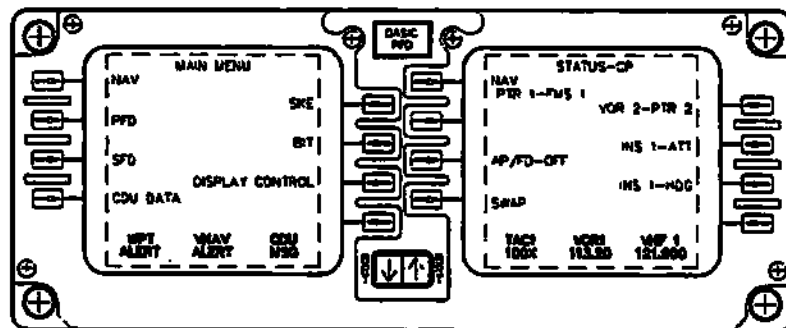 BASIC
PFD
MAIN MENU
NAV
SKE
PFD
BIT
SFD
DISPLAY CONTROL
CDU DATA
WPT
ALERT
VNAV
ALERT
CDU
MSG
STATUS-CP
NAV
PTR 1-FMS 1
VOR 2-PTR 2
INS 1-ATT
AP/FD-OFF
INS 1-HDG
SWAP
TAC1
100X
VOR1
113.20
VHF 1
121.900